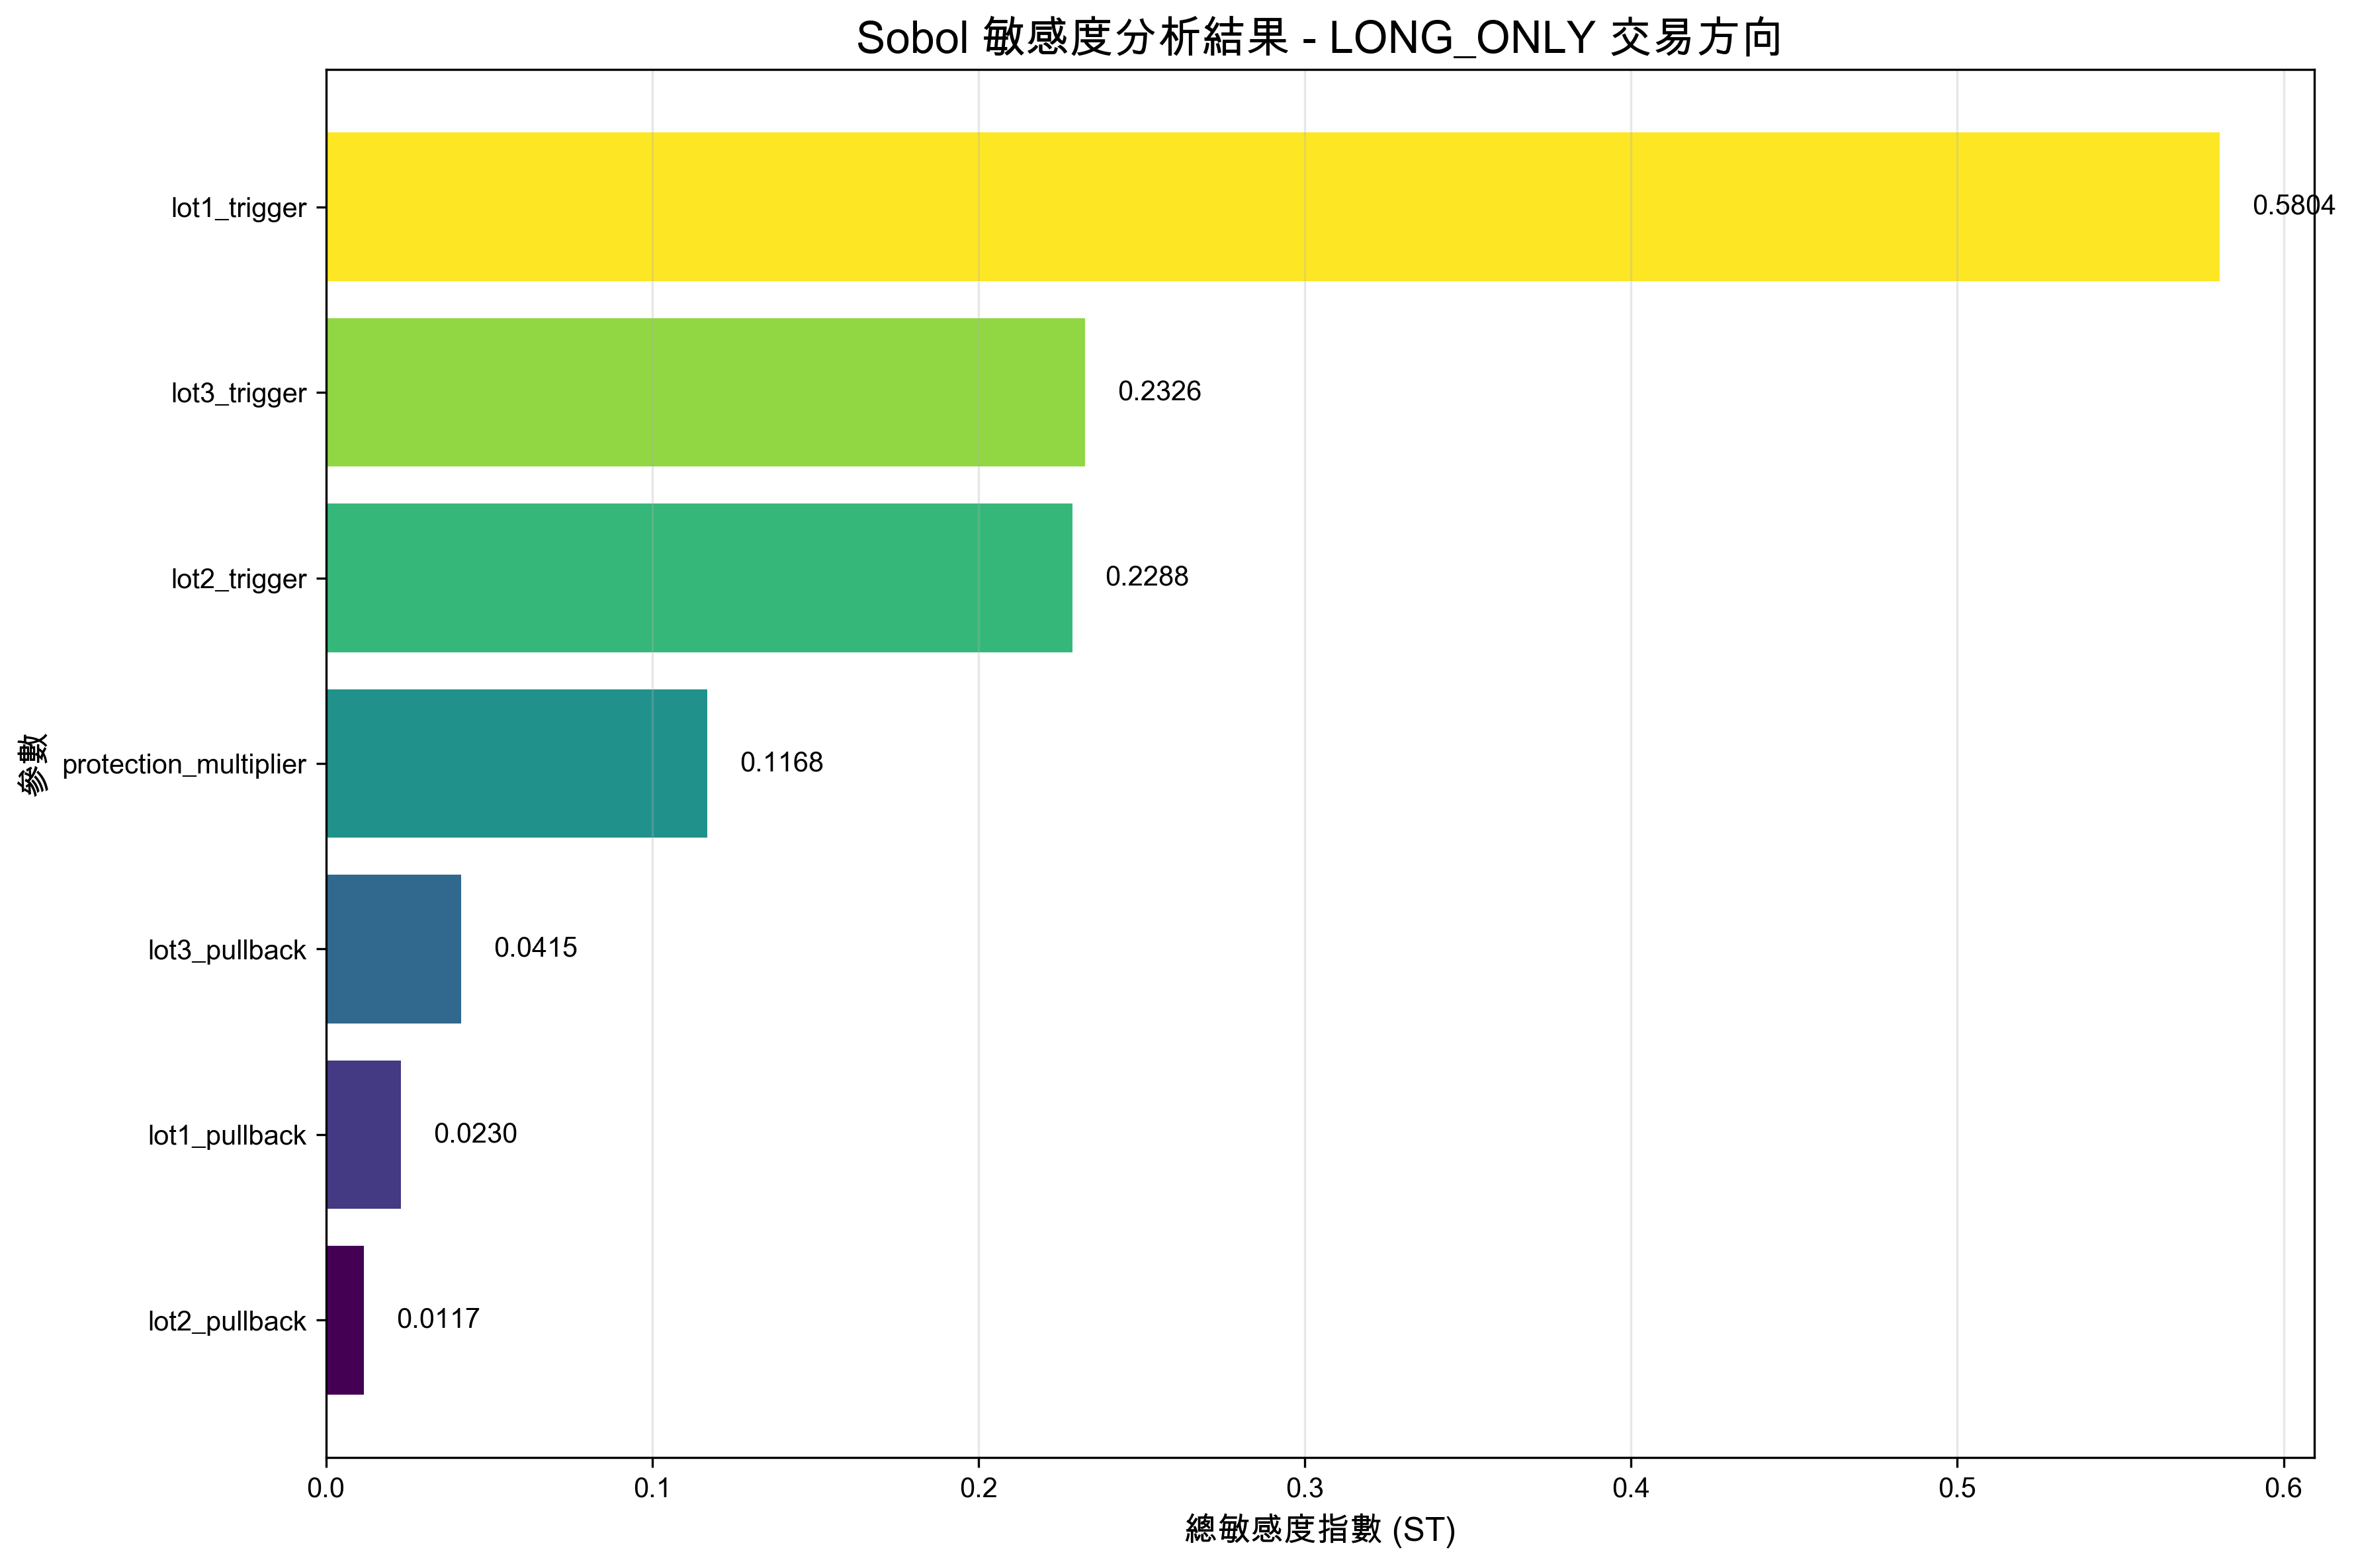 Sobol 敏感度分析結果 - LONG_ONLY 交易方向
參數
lot1_trigger 0.5804
lot3_trigger 0.2326
lot2_trigger 0.2288
protection_multiplier 0.1168
lot3_pullback 0.0415
lot1_pullback 0.0230
lot2_pullback 0.0117
0.0 0.1 0.2 0.3 0.4 0.5 0.6
總敏感度指數 (ST)